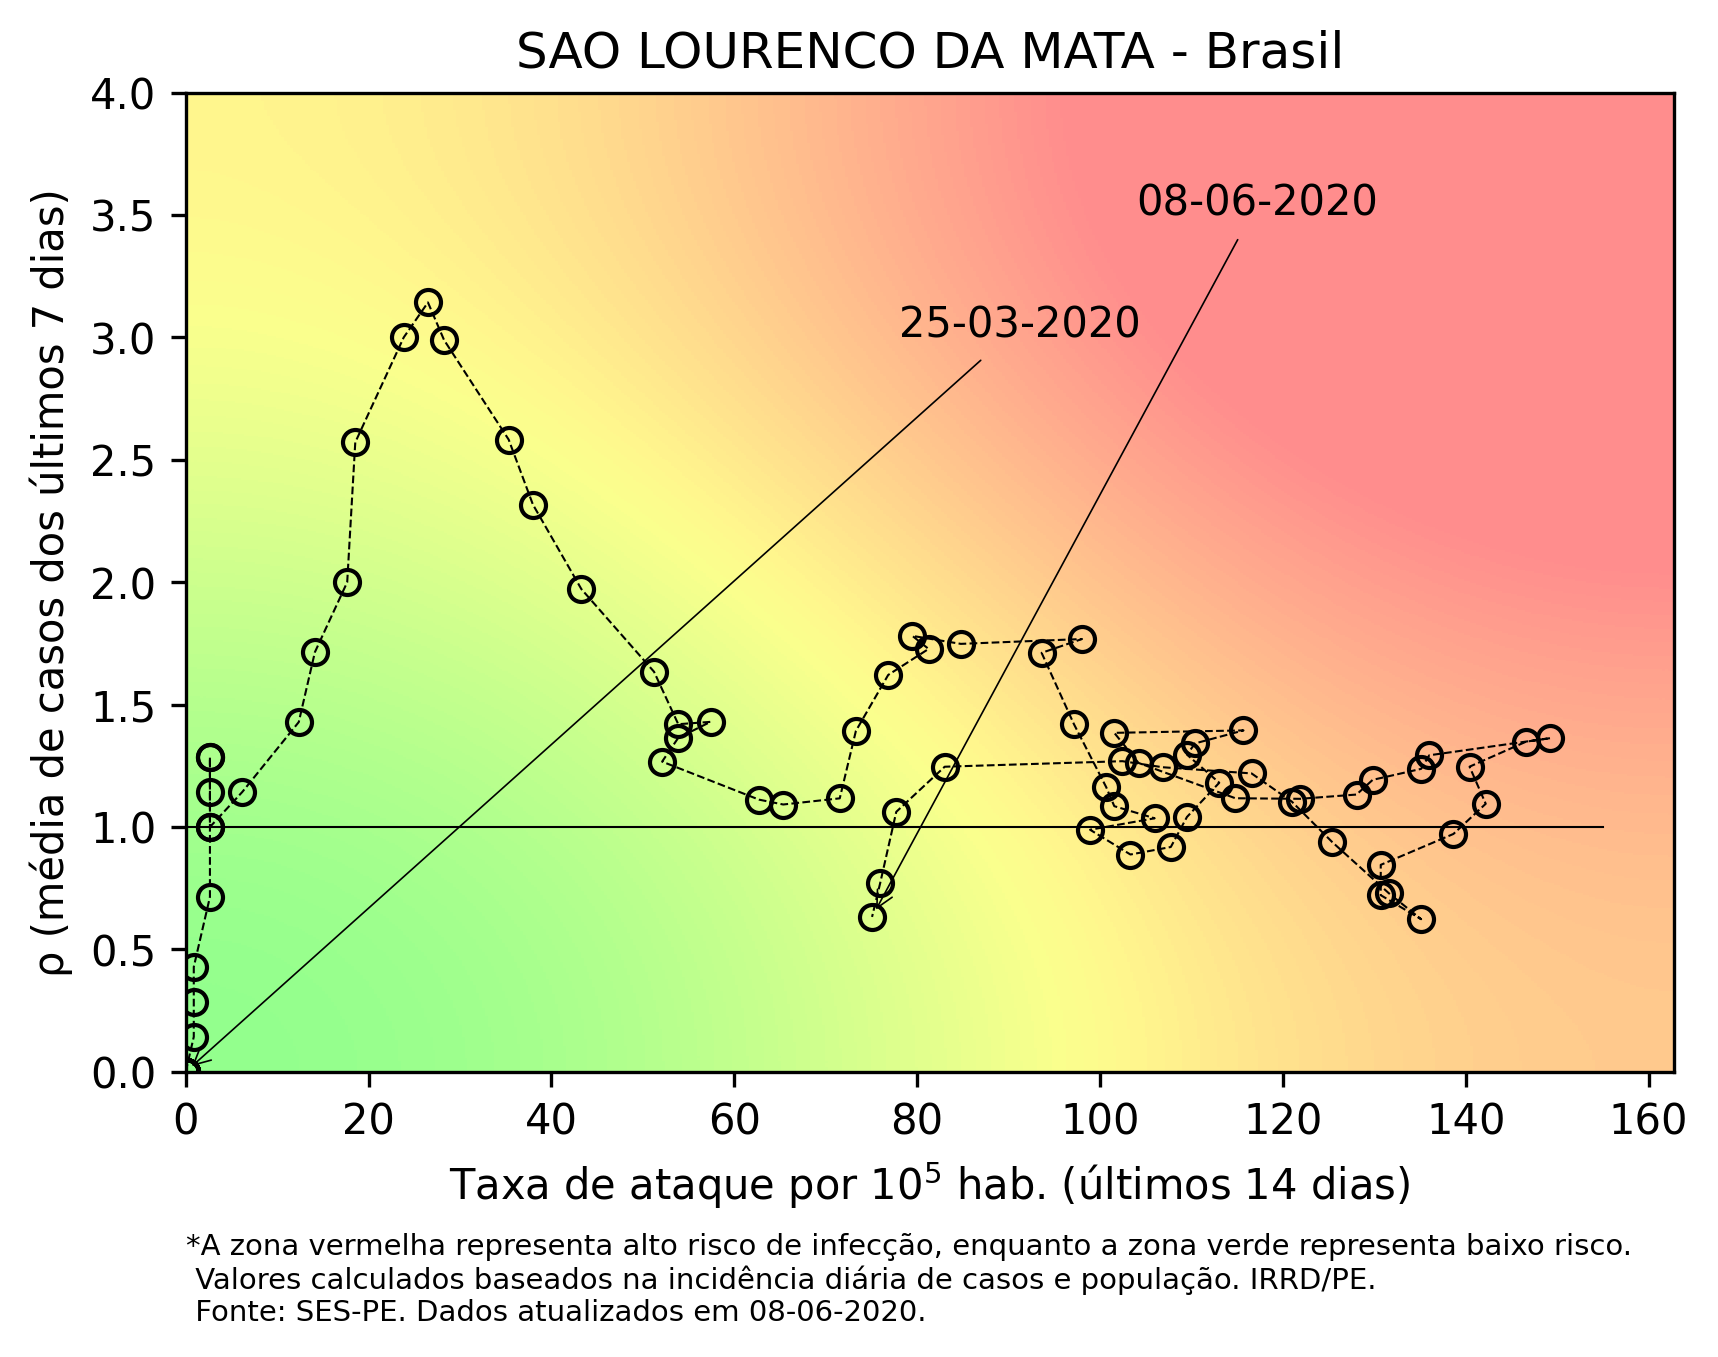 SAO LOURENCO DA MATA - Brasil
4.0
3.5
3.0
2.5
2.0
1.5
1.0
0.5
0.0
ρ (média de casos dos últimos 7 dias)
08-06-2020
25-03-2020
0 20 40 60 80 100 120 140 160
Taxa de ataque por 10⁵ hab. (últimos 14 dias)
*A zona vermelha representa alto risco de infecção, enquanto a zona verde representa baixo risco.
Valores calculados baseados na incidência diária de casos e população. IRRD/PE.
Fonte: SES-PE. Dados atualizados em 08-06-2020.